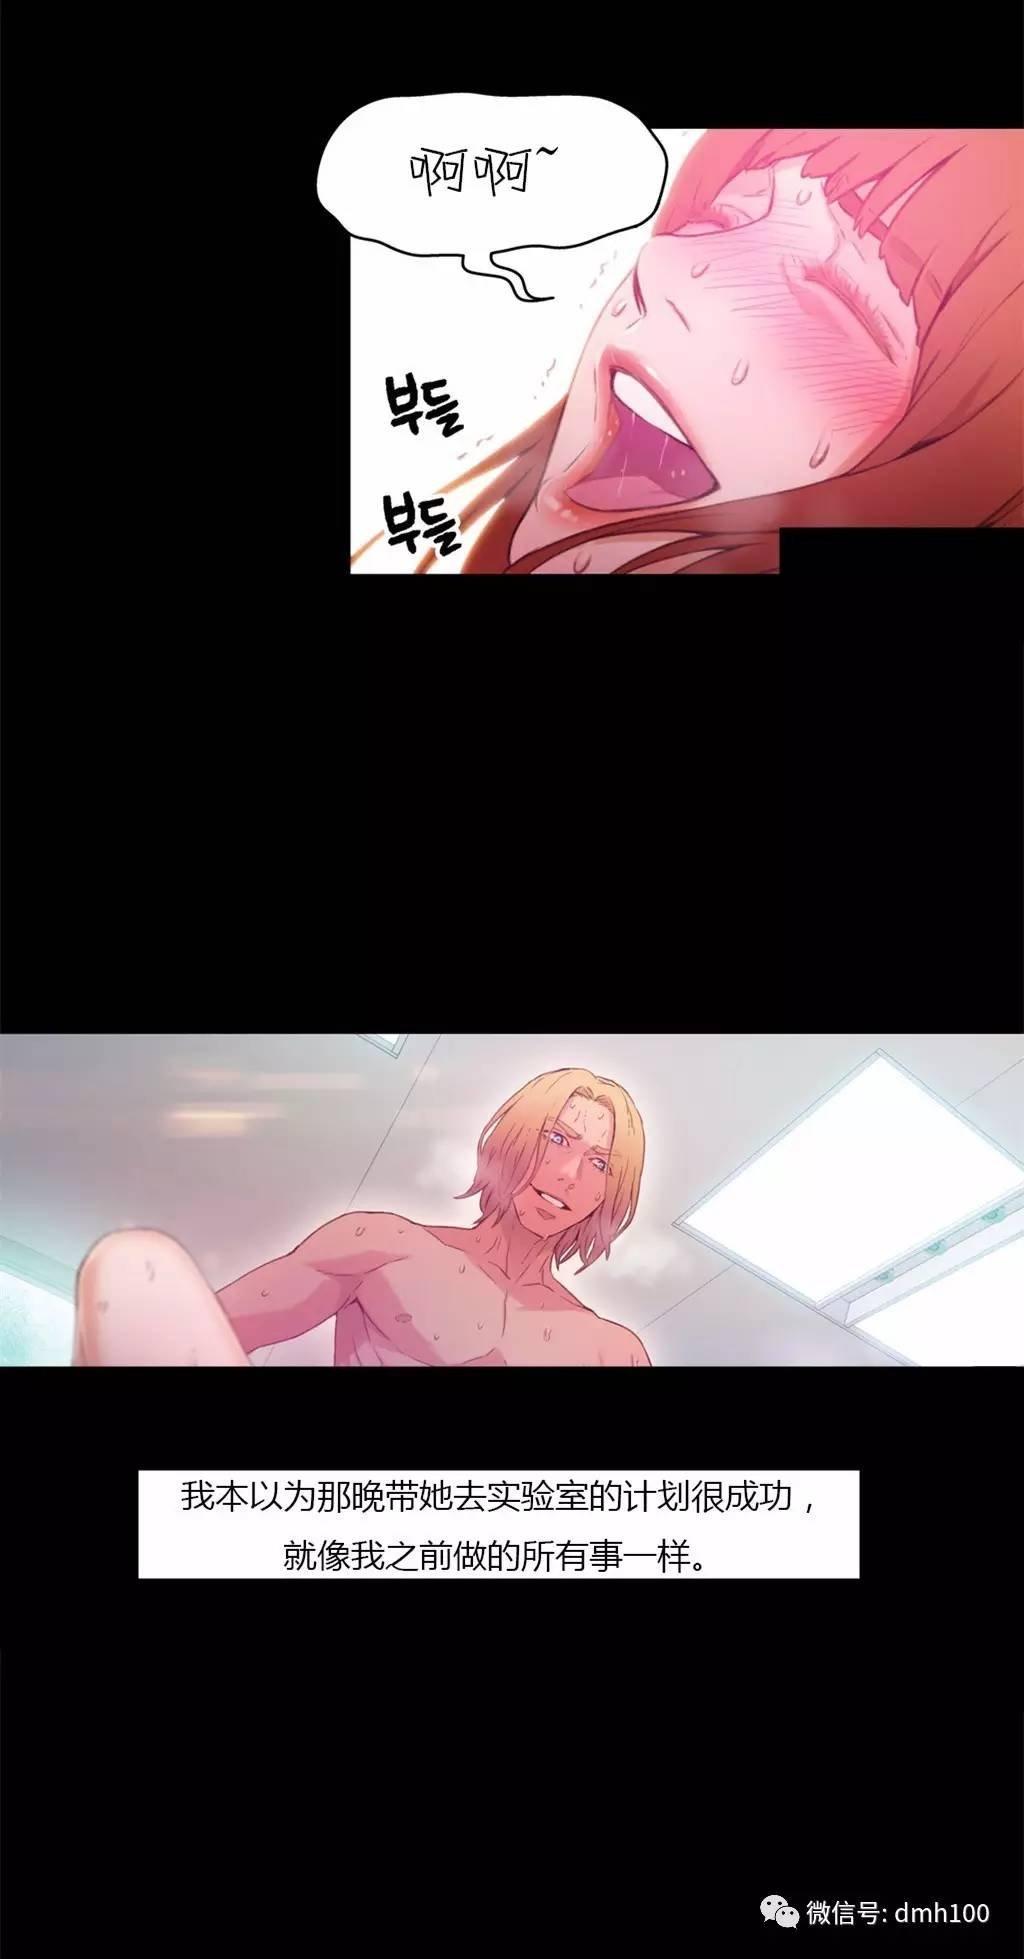 啊啊~
부들
부들
我本以为那晚带她去实验室的计划很成功，
就像我之前做的所有事一样。
微信号: dmh100